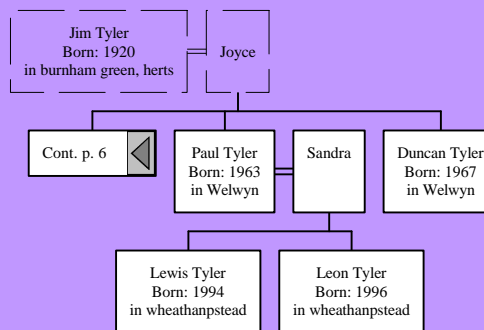 Jim Tyler
Born: 1920
in burnham green, herts
Joyce
Cont. p. 6
Paul Tyler
Born: 1963
in Welwyn
Sandra
Duncan Tyler
Born: 1967
in Welwyn
Lewis Tyler
Born: 1994
in wheathanpstead
Leon Tyler
Born: 1996
in wheathanpstead